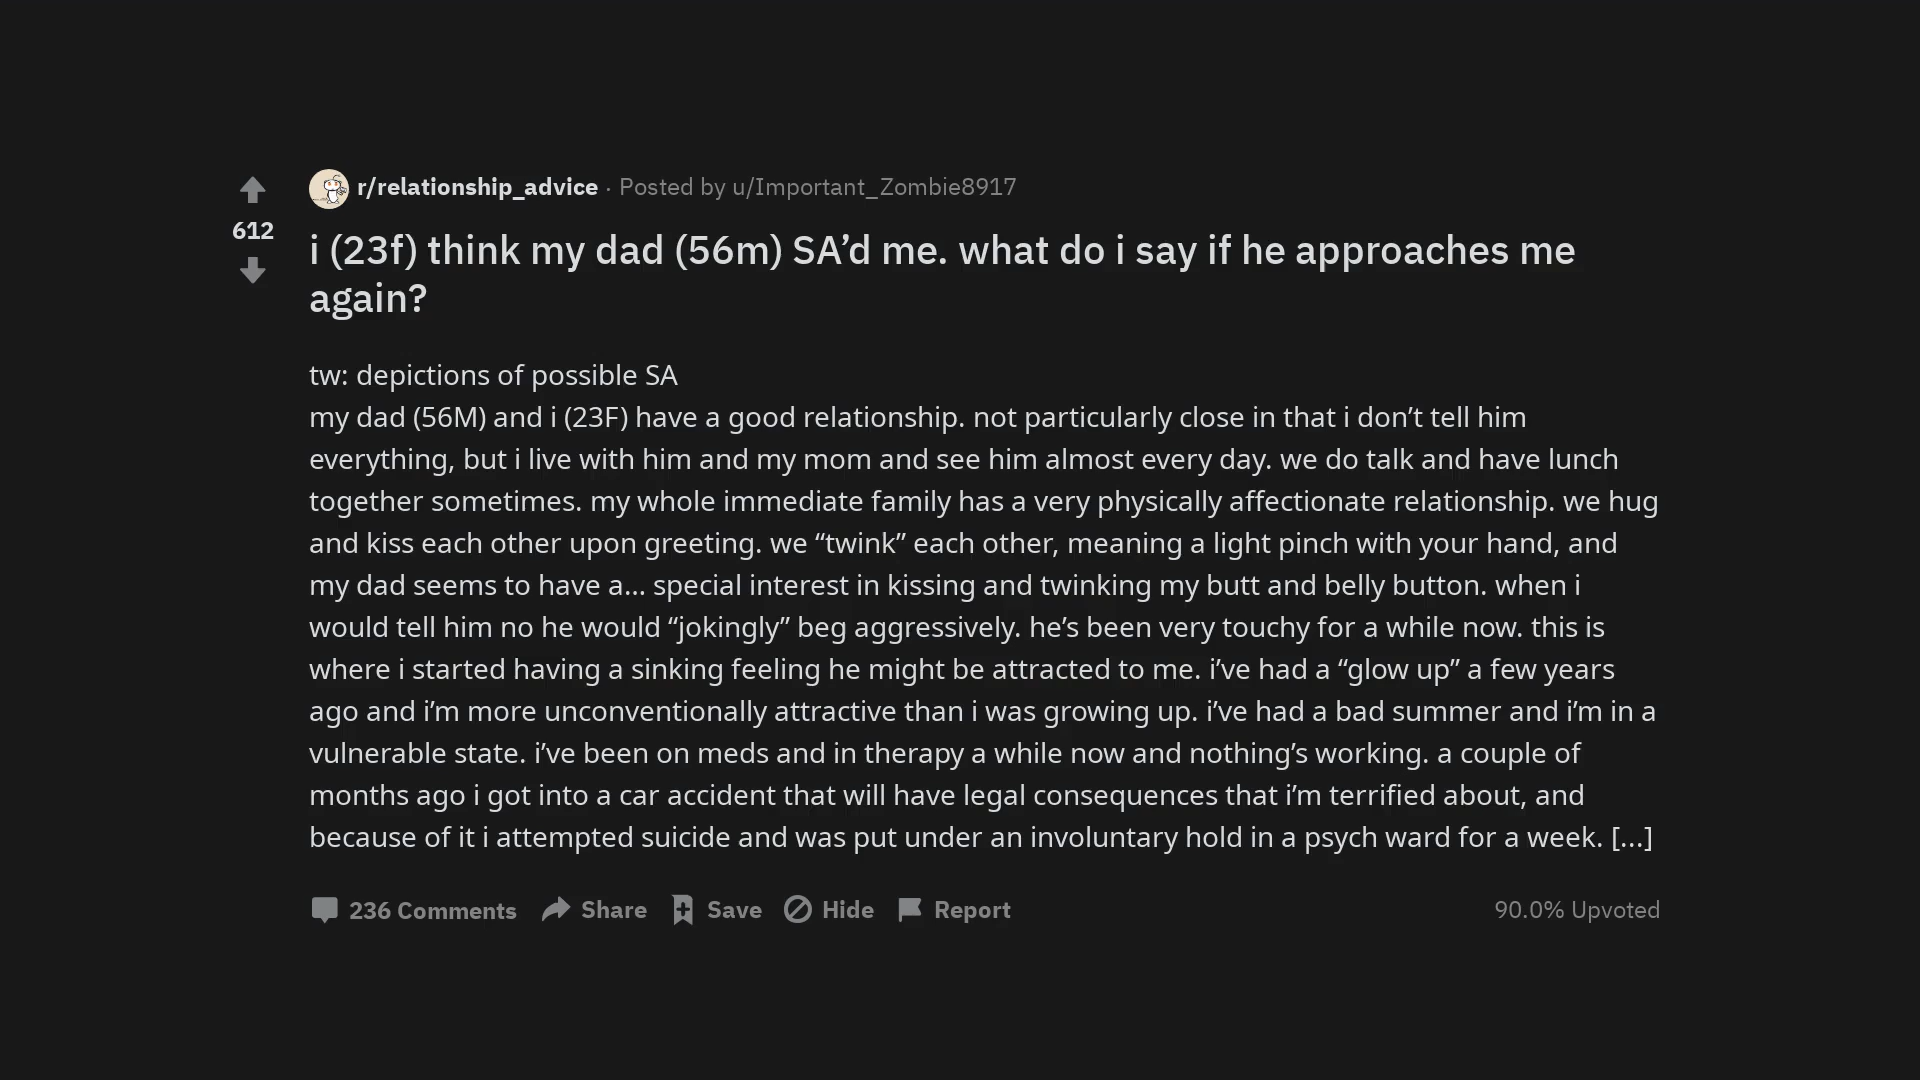 r/relationship_advice · Posted by u/Important_Zombie8917
612
i (23f) think my dad (56m) SA’d me. what do i say if he approaches me
again?
tw: depictions of possible SA
my dad (56M) and i (23F) have a good relationship. not particularly close in that i don’t tell him
everything, but i live with him and my mom and see him almost every day. we do talk and have lunch
together sometimes. my whole immediate family has a very physically affectionate relationship. we hug
and kiss each other upon greeting. we “twink” each other, meaning a light pinch with your hand, and
my dad seems to have a... special interest in kissing and twinking my butt and belly button. when i
would tell him no he would “jokingly” beg aggressively. he’s been very touchy for a while now. this is
where i started having a sinking feeling he might be attracted to me. i’ve had a “glow up” a few years
ago and i’m more unconventionally attractive than i was growing up. i’ve had a bad summer and i’m in a
vulnerable state. i’ve been on meds and in therapy a while now and nothing’s working. a couple of
months ago i got into a car accident that will have legal consequences that i’m terrified about, and
because of it i attempted suicide and was put under an involuntary hold in a psych ward for a week. [...]
236 Comments Share Save Hide Report 90.0% Upvoted